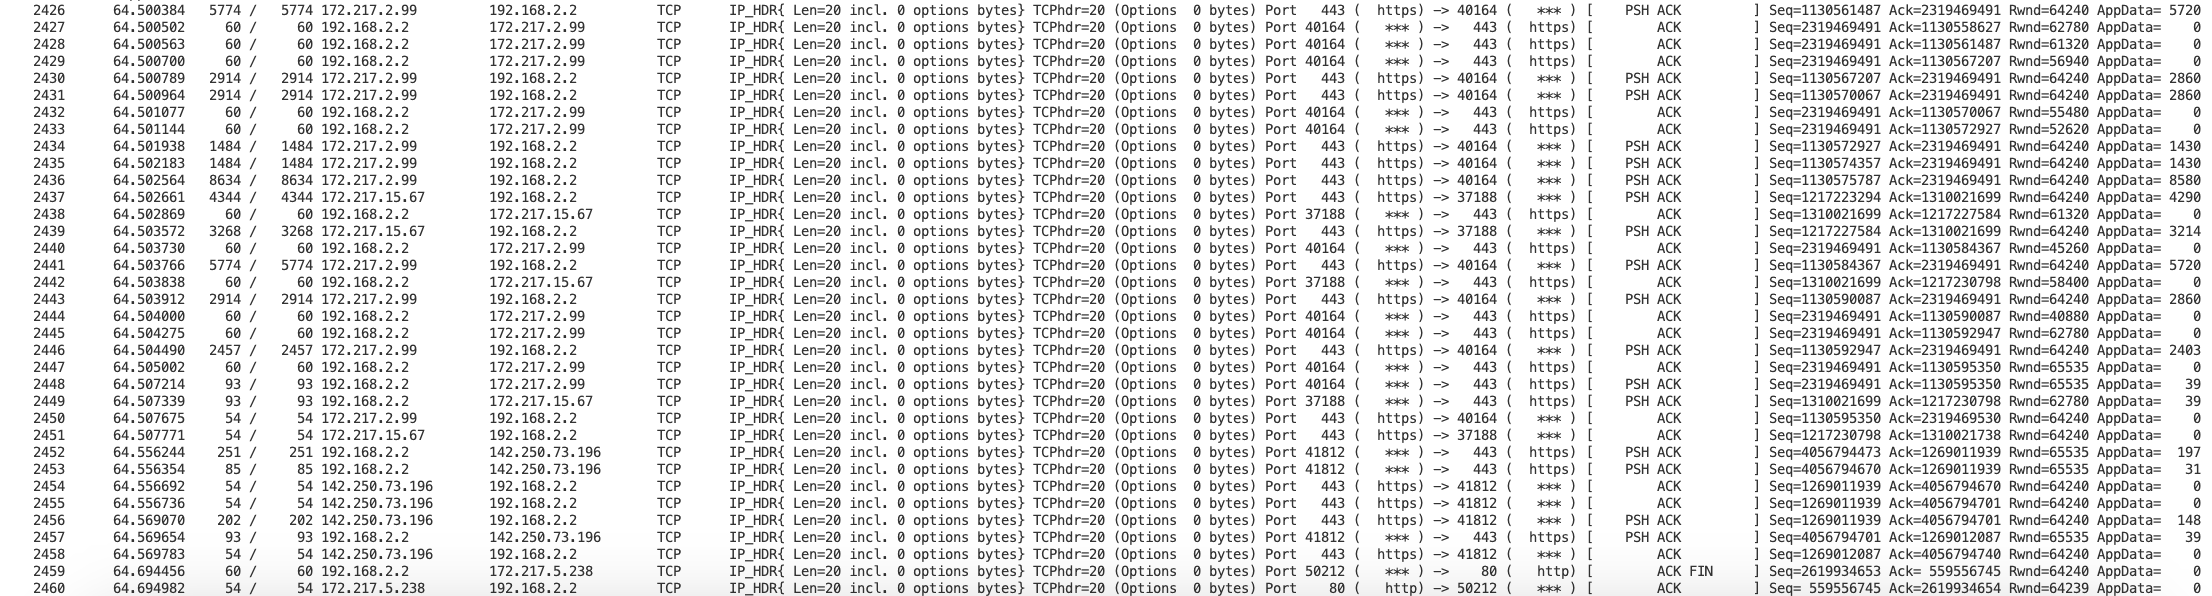 2426 64.500384 5774 / 5774 172.217.2.99 192.168.2.2 TCP IP_HDR{ Len=20 incl. 0 options bytes} TCPhdr=20 (Options 0 bytes) Port 443 ( https) -> 40164 ( *** ) [ PSH ACK ] Seq=1130561487 Ack=2319469491 Rwnd=64240 AppData= 5720
2427 64.500502 60 / 60 192.168.2.2 172.217.2.99 TCP IP_HDR{ Len=20 incl. 0 options bytes} TCPhdr=20 (Options 0 bytes) Port 40164 ( *** ) -> 443 ( https) [ ACK ] Seq=2319469491 Ack=1130558627 Rwnd=62780 AppData= 0
2428 64.500563 60 / 60 192.168.2.2 172.217.2.99 TCP IP_HDR{ Len=20 incl. 0 options bytes} TCPhdr=20 (Options 0 bytes) Port 40164 ( *** ) -> 443 ( https) [ ACK ] Seq=2319469491 Ack=1130561487 Rwnd=61320 AppData= 0
2429 64.500700 60 / 60 192.168.2.2 172.217.2.99 TCP IP_HDR{ Len=20 incl. 0 options bytes} TCPhdr=20 (Options 0 bytes) Port 40164 ( *** ) -> 443 ( https) [ ACK ] Seq=2319469491 Ack=1130567207 Rwnd=56940 AppData= 0
2430 64.500789 2914 / 2914 172.217.2.99 192.168.2.2 TCP IP_HDR{ Len=20 incl. 0 options bytes} TCPhdr=20 (Options 0 bytes) Port 443 ( https) -> 40164 ( *** ) [ PSH ACK ] Seq=1130567207 Ack=2319469491 Rwnd=64240 AppData= 2860
2431 64.500964 2914 / 2914 172.217.2.99 192.168.2.2 TCP IP_HDR{ Len=20 incl. 0 options bytes} TCPhdr=20 (Options 0 bytes) Port 443 ( https) -> 40164 ( *** ) [ PSH ACK ] Seq=1130570067 Ack=2319469491 Rwnd=64240 AppData= 2860
2432 64.501077 60 / 60 192.168.2.2 172.217.2.99 TCP IP_HDR{ Len=20 incl. 0 options bytes} TCPhdr=20 (Options 0 bytes) Port 40164 ( *** ) -> 443 ( https) [ ACK ] Seq=2319469491 Ack=1130570067 Rwnd=55480 AppData= 0
2433 64.501144 60 / 60 192.168.2.2 172.217.2.99 TCP IP_HDR{ Len=20 incl. 0 options bytes} TCPhdr=20 (Options 0 bytes) Port 40164 ( *** ) -> 443 ( https) [ ACK ] Seq=2319469491 Ack=1130572927 Rwnd=52620 AppData= 0
2434 64.501938 1484 / 1484 172.217.2.99 192.168.2.2 TCP IP_HDR{ Len=20 incl. 0 options bytes} TCPhdr=20 (Options 0 bytes) Port 443 ( https) -> 40164 ( *** ) [ PSH ACK ] Seq=1130572927 Ack=2319469491 Rwnd=64240 AppData= 1430
2435 64.502183 1484 / 1484 172.217.2.99 192.168.2.2 TCP IP_HDR{ Len=20 incl. 0 options bytes} TCPhdr=20 (Options 0 bytes) Port 443 ( https) -> 40164 ( *** ) [ PSH ACK ] Seq=1130574357 Ack=2319469491 Rwnd=64240 AppData= 1430
2436 64.502564 8634 / 8634 172.217.2.99 192.168.2.2 TCP IP_HDR{ Len=20 incl. 0 options bytes} TCPhdr=20 (Options 0 bytes) Port 443 ( https) -> 40164 ( *** ) [ PSH ACK ] Seq=1130575787 Ack=2319469491 Rwnd=64240 AppData= 8580
2437 64.502661 4344 / 4344 172.217.15.67 192.168.2.2 TCP IP_HDR{ Len=20 incl. 0 options bytes} TCPhdr=20 (Options 0 bytes) Port 443 ( https) -> 37188 ( *** ) [ PSH ACK ] Seq=1217223294 Ack=1310021699 Rwnd=64240 AppData= 4290
2438 64.502869 60 / 60 192.168.2.2 172.217.15.67 TCP IP_HDR{ Len=20 incl. 0 options bytes} TCPhdr=20 (Options 0 bytes) Port 37188 ( *** ) -> 443 ( https) [ ACK ] Seq=1310021699 Ack=1217227584 Rwnd=61320 AppData= 0
2439 64.503572 3268 / 3268 172.217.15.67 192.168.2.2 TCP IP_HDR{ Len=20 incl. 0 options bytes} TCPhdr=20 (Options 0 bytes) Port 443 ( https) -> 37188 ( *** ) [ PSH ACK ] Seq=1217227584 Ack=1310021699 Rwnd=64240 AppData= 3214
2440 64.503730 60 / 60 192.168.2.2 172.217.2.99 TCP IP_HDR{ Len=20 incl. 0 options bytes} TCPhdr=20 (Options 0 bytes) Port 40164 ( *** ) -> 443 ( https) [ ACK ] Seq=2319469491 Ack=1130584367 Rwnd=45260 AppData= 0
2441 64.503766 5774 / 5774 172.217.2.99 192.168.2.2 TCP IP_HDR{ Len=20 incl. 0 options bytes} TCPhdr=20 (Options 0 bytes) Port 443 ( https) -> 40164 ( *** ) [ PSH ACK ] Seq=1130584367 Ack=2319469491 Rwnd=64240 AppData= 5720
2442 64.503838 60 / 60 192.168.2.2 172.217.15.67 TCP IP_HDR{ Len=20 incl. 0 options bytes} TCPhdr=20 (Options 0 bytes) Port 37188 ( *** ) -> 443 ( https) [ ACK ] Seq=1310021699 Ack=1217230798 Rwnd=58400 AppData= 0
2443 64.503912 2914 / 2914 172.217.2.99 192.168.2.2 TCP IP_HDR{ Len=20 incl. 0 options bytes} TCPhdr=20 (Options 0 bytes) Port 443 ( https) -> 40164 ( *** ) [ PSH ACK ] Seq=1130590087 Ack=2319469491 Rwnd=64240 AppData= 2860
2444 64.504000 60 / 60 192.168.2.2 172.217.2.99 TCP IP_HDR{ Len=20 incl. 0 options bytes} TCPhdr=20 (Options 0 bytes) Port 40164 ( *** ) -> 443 ( https) [ ACK ] Seq=2319469491 Ack=1130590087 Rwnd=40880 AppData= 0
2445 64.504275 60 / 60 192.168.2.2 172.217.2.99 TCP IP_HDR{ Len=20 incl. 0 options bytes} TCPhdr=20 (Options 0 bytes) Port 40164 ( *** ) -> 443 ( https) [ ACK ] Seq=2319469491 Ack=1130592947 Rwnd=62780 AppData= 0
2446 64.504490 2457 / 2457 172.217.2.99 192.168.2.2 TCP IP_HDR{ Len=20 incl. 0 options bytes} TCPhdr=20 (Options 0 bytes) Port 443 ( https) -> 40164 ( *** ) [ PSH ACK ] Seq=1130592947 Ack=2319469491 Rwnd=64240 AppData= 2403
2447 64.505002 60 / 60 192.168.2.2 172.217.2.99 TCP IP_HDR{ Len=20 incl. 0 options bytes} TCPhdr=20 (Options 0 bytes) Port 40164 ( *** ) -> 443 ( https) [ ACK ] Seq=2319469491 Ack=1130595350 Rwnd=65535 AppData= 0
2448 64.507214 93 / 93 192.168.2.2 172.217.2.99 TCP IP_HDR{ Len=20 incl. 0 options bytes} TCPhdr=20 (Options 0 bytes) Port 40164 ( *** ) -> 443 ( https) [ PSH ACK ] Seq=2319469491 Ack=1130595350 Rwnd=65535 AppData= 39
2449 64.507339 93 / 93 192.168.2.2 172.217.15.67 TCP IP_HDR{ Len=20 incl. 0 options bytes} TCPhdr=20 (Options 0 bytes) Port 37188 ( *** ) -> 443 ( https) [ PSH ACK ] Seq=1310021699 Ack=1217230798 Rwnd=62780 AppData= 39
2450 64.507675 54 / 54 172.217.2.99 192.168.2.2 TCP IP_HDR{ Len=20 incl. 0 options bytes} TCPhdr=20 (Options 0 bytes) Port 443 ( https) -> 40164 ( *** ) [ ACK ] Seq=1130595350 Ack=2319469530 Rwnd=64240 AppData= 0
2451 64.507771 54 / 54 172.217.15.67 192.168.2.2 TCP IP_HDR{ Len=20 incl. 0 options bytes} TCPhdr=20 (Options 0 bytes) Port 443 ( https) -> 37188 ( *** ) [ ACK ] Seq=1217230798 Ack=1310021738 Rwnd=64240 AppData= 0
2452 64.556244 251 / 251 192.168.2.2 142.250.73.196 TCP IP_HDR{ Len=20 incl. 0 options bytes} TCPhdr=20 (Options 0 bytes) Port 41812 ( *** ) -> 443 ( https) [ PSH ACK ] Seq=4056794473 Ack=1269011939 Rwnd=65535 AppData= 197
2453 64.556354 85 / 85 192.168.2.2 142.250.73.196 TCP IP_HDR{ Len=20 incl. 0 options bytes} TCPhdr=20 (Options 0 bytes) Port 41812 ( *** ) -> 443 ( https) [ PSH ACK ] Seq=4056794670 Ack=1269011939 Rwnd=65535 AppData= 31
2454 64.556692 54 / 54 142.250.73.196 192.168.2.2 TCP IP_HDR{ Len=20 incl. 0 options bytes} TCPhdr=20 (Options 0 bytes) Port 443 ( https) -> 41812 ( *** ) [ ACK ] Seq=1269011939 Ack=4056794670 Rwnd=64240 AppData= 0
2455 64.556736 54 / 54 142.250.73.196 192.168.2.2 TCP IP_HDR{ Len=20 incl. 0 options bytes} TCPhdr=20 (Options 0 bytes) Port 443 ( https) -> 41812 ( *** ) [ ACK ] Seq=1269011939 Ack=4056794701 Rwnd=64240 AppData= 0
2456 64.569070 202 / 202 142.250.73.196 192.168.2.2 TCP IP_HDR{ Len=20 incl. 0 options bytes} TCPhdr=20 (Options 0 bytes) Port 443 ( https) -> 41812 ( *** ) [ PSH ACK ] Seq=1269011939 Ack=4056794701 Rwnd=64240 AppData= 148
2457 64.569654 93 / 93 192.168.2.2 142.250.73.196 TCP IP_HDR{ Len=20 incl. 0 options bytes} TCPhdr=20 (Options 0 bytes) Port 41812 ( *** ) -> 443 ( https) [ PSH ACK ] Seq=4056794701 Ack=1269012087 Rwnd=65535 AppData= 39
2458 64.569783 54 / 54 142.250.73.196 192.168.2.2 TCP IP_HDR{ Len=20 incl. 0 options bytes} TCPhdr=20 (Options 0 bytes) Port 443 ( https) -> 41812 ( *** ) [ ACK ] Seq=1269012087 Ack=4056794740 Rwnd=64240 AppData= 0
2459 64.694456 60 / 60 192.168.2.2 172.217.5.238 TCP IP_HDR{ Len=20 incl. 0 options bytes} TCPhdr=20 (Options 0 bytes) Port 50212 ( *** ) -> 80 ( http) [ ACK FIN ] Seq=2619934653 Ack= 559556745 Rwnd=64240 AppData= 0
2460 64.694982 54 / 54 172.217.5.238 192.168.2.2 TCP IP_HDR{ Len=20 incl. 0 options bytes} TCPhdr=20 (Options 0 bytes) Port 80 ( http) -> 50212 ( *** ) [ ACK ] Seq= 559556745 Ack=2619934654 Rwnd=64239 AppData= 0